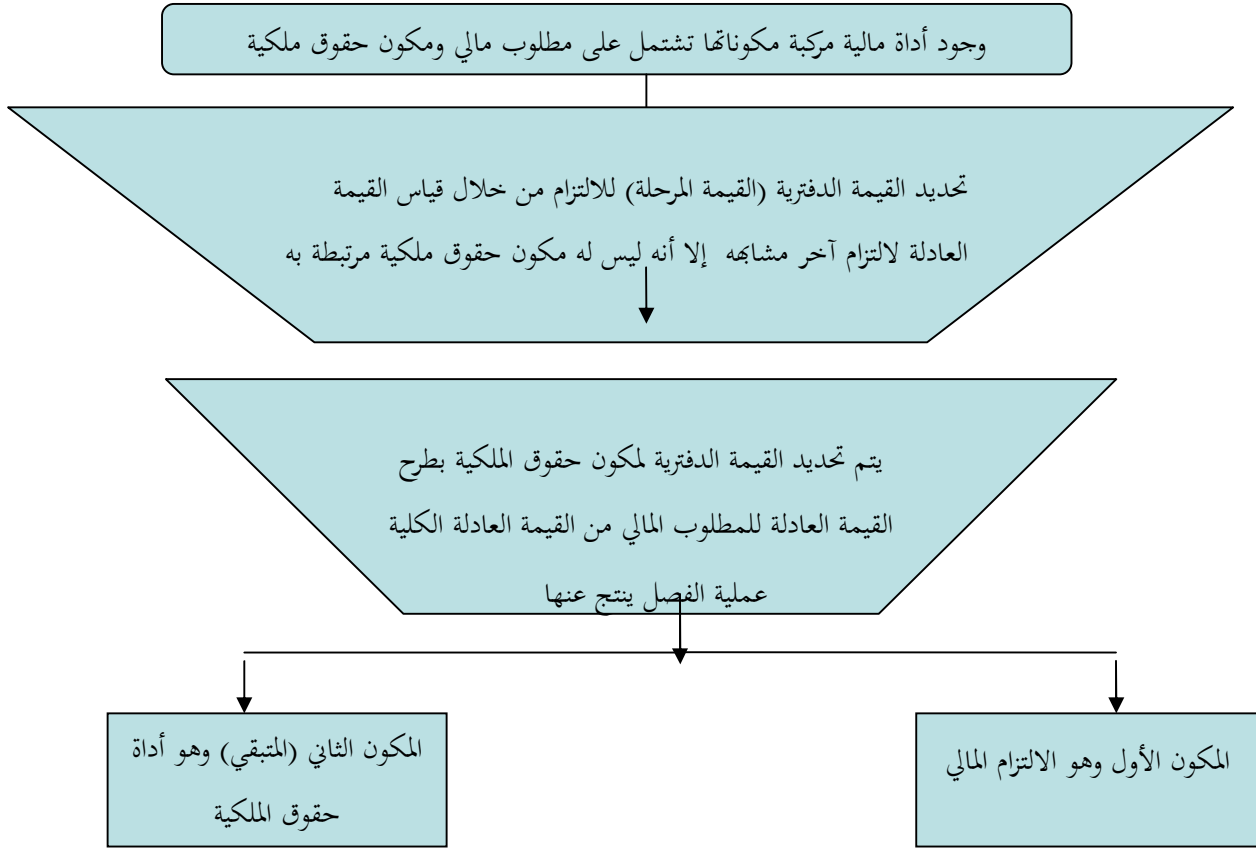 وجود أداة مالية مركبة مكوناتها تشتمل على مطلوب مالي ومكون حقوق ملكية
تحديد القيمة الدفترية (القيمة المرحلة) للالتزام من خلال قياس القيمة
العادلة لالتزام آخر مشابهه إلا أنه ليس له مكون حقوق ملكية مرتبطة به
يتم تحديد القيمة الدفترية لمكون حقوق الملكية بطرح
القيمة العادلة للمطلوب المالي من القيمة العادلة الكلية
عملية الفصل ينتج عنها
المكون الأول وهو الالتزام المالي
المكون الثاني (المتبقي) وهو أداة
حقوق الملكية